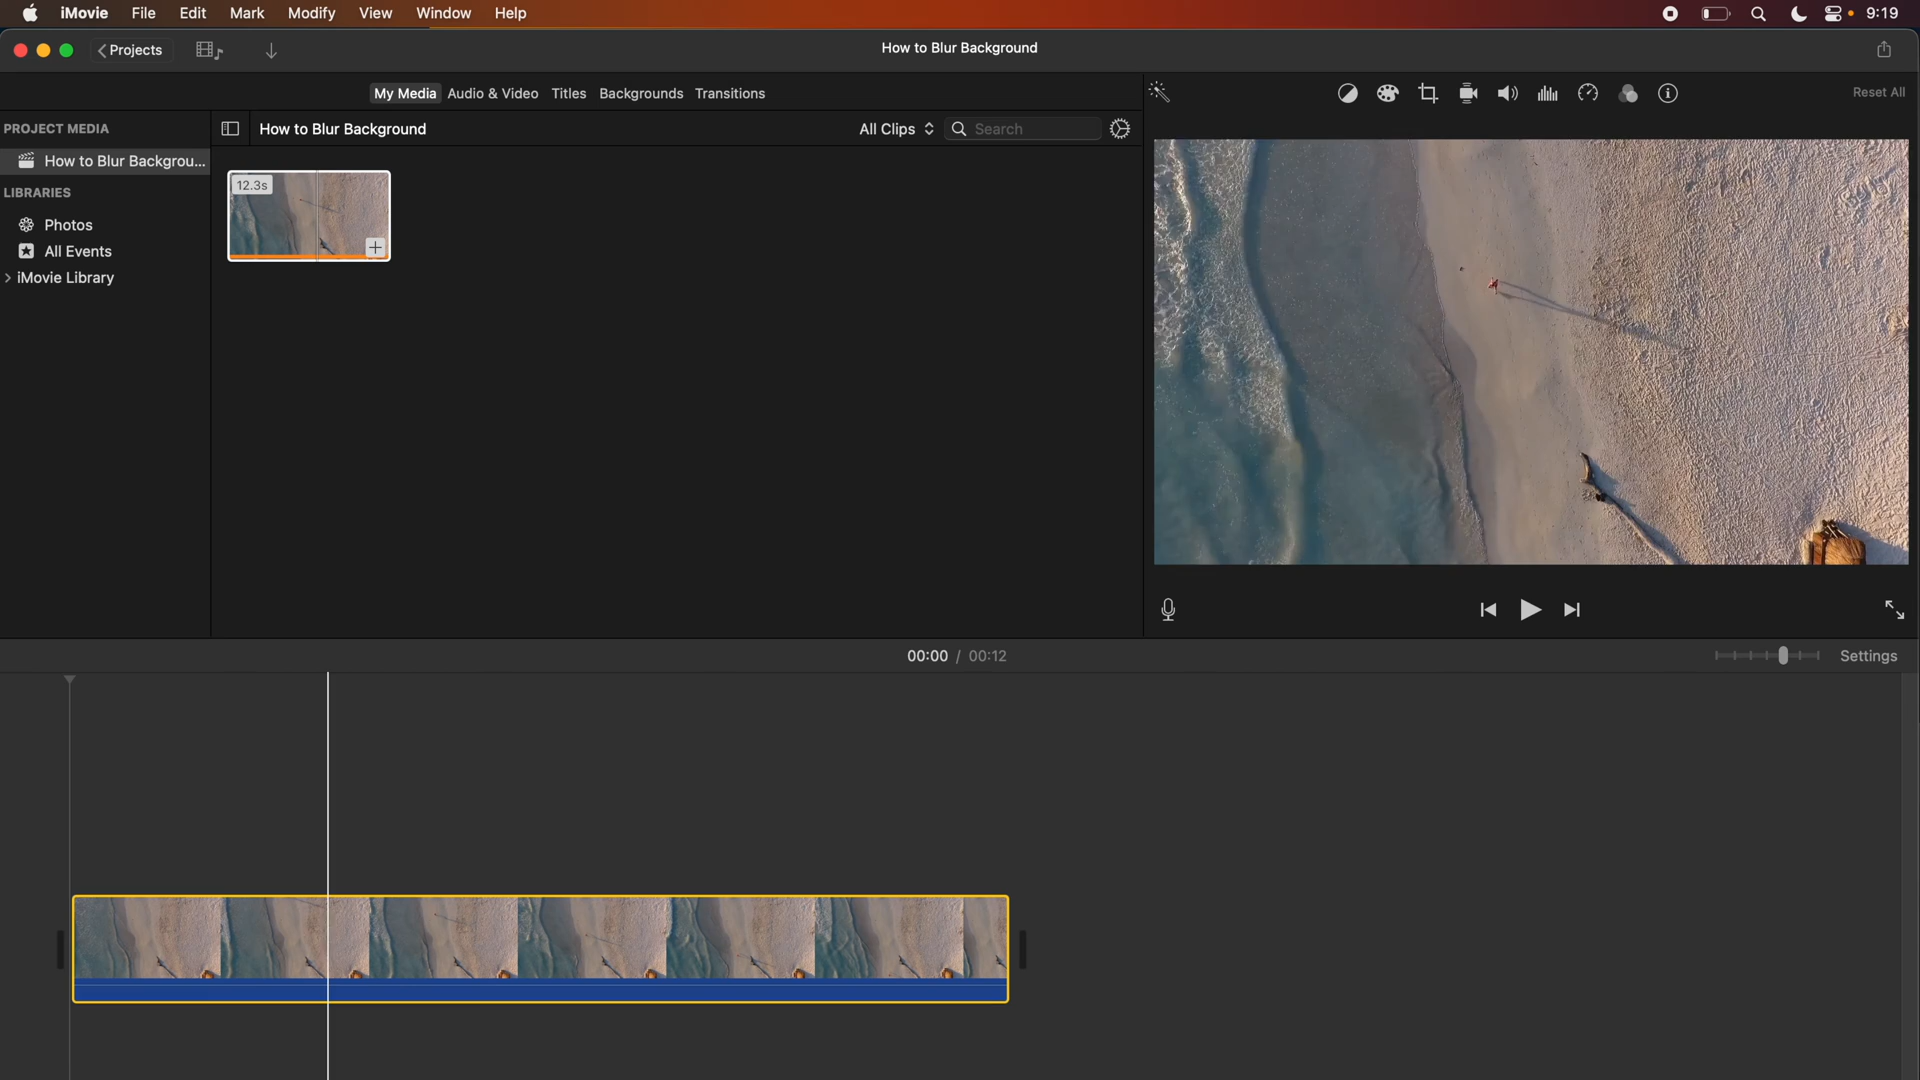 iMovie File Edit Mark Modify View Window Help 9:19
Projects How to Blur Background
My Media Audio & Video Titles Backgrounds Transitions Reset All
PROJECT MEDIA
How to Blur Backgrou...
LIBRARIES
Photos
All Events
iMovie Library
How to Blur Background All Clips Search
12.3s
00:00 / 00:12 Settings